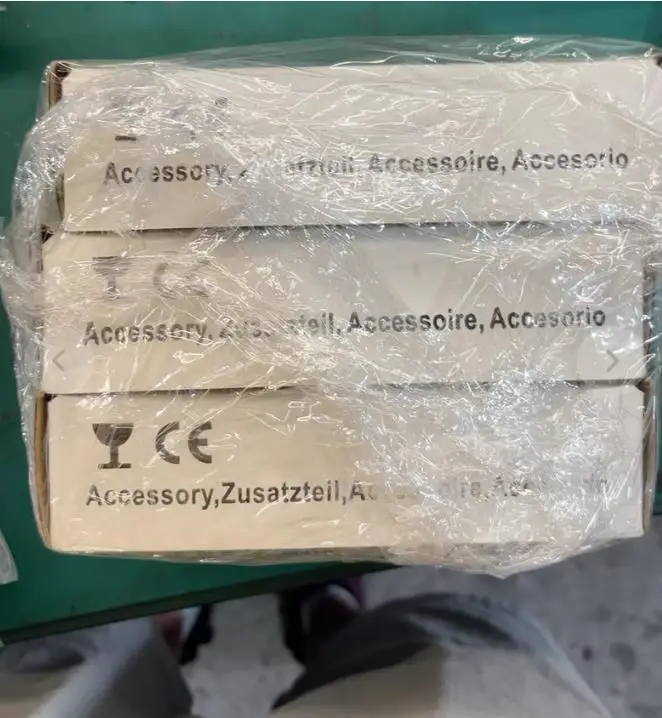 Accessory, Accessoire, Accesorio
CE
Accessory, Accessoire, Accesorio
CE
Accessory,Zusatzteil,